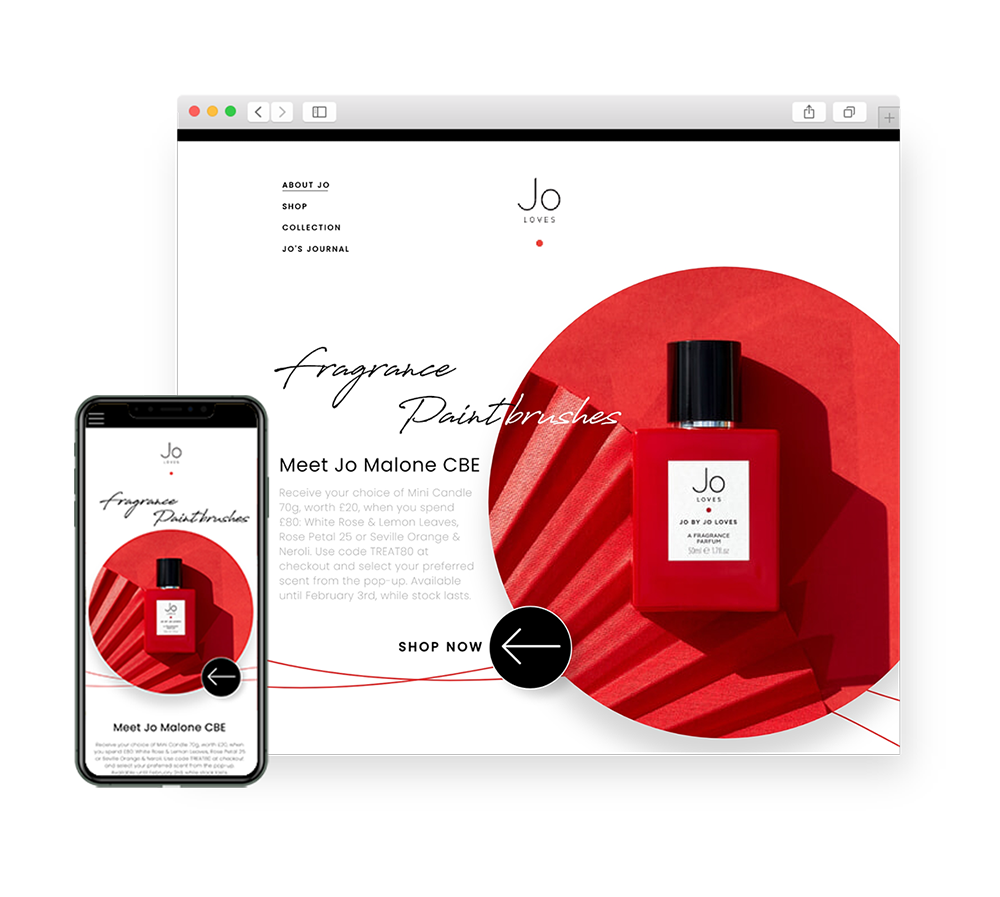 ABOUT JO
SHOP
COLLECTION
JO'S JOURNAL
Jo
LOVES
Fragrance
Paintbrushes
Meet Jo Malone CBE
Receive your choice of Mini Candle
70g, worth £20, when you spend
£80: White Rose & Lemon Leaves,
Rose Petal 25 or Seville Orange &
Neroli. Use code TREAT80 at
checkout and select your preferred
scent from the pop-up. Available
until February 3rd, while stock lasts.
SHOP NOW
Jo
LOVES
JO BY JO LOVES
A FRAGRANCE
PARFUM
50ml ℮ 1.7fl.oz
Jo
LOVES
Fragrance
Paintbrushes
Jo
LOVES
Meet Jo Malone CBE
Receive your choice of Mini Candle 70g, worth £20, when
you spend £80: White Rose & Lemon Leaves, Rose Petal 25
or Seville Orange & Neroli. Use code TREAT80 at checkout
and select your preferred scent from the pop-up.
Available until February 3rd, while stock lasts.